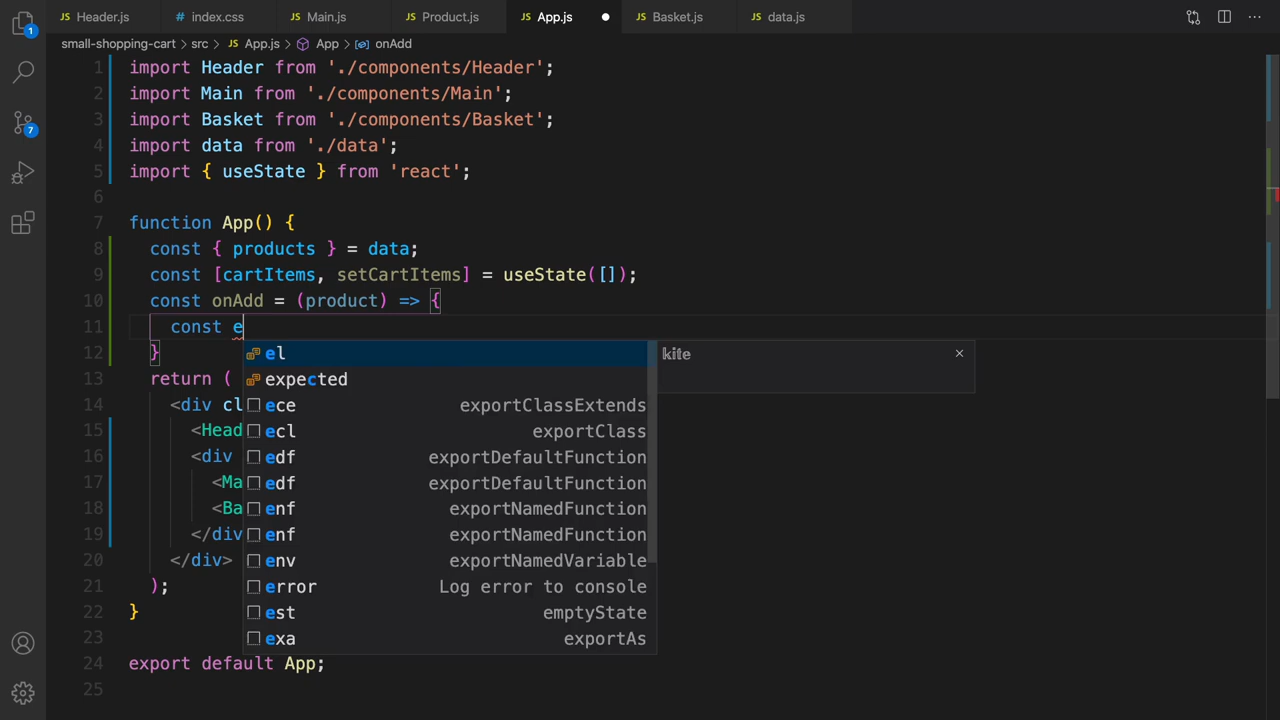 Header.js
index.css
Main.js
Product.js
App.js
Basket.js
data.js
small-shopping-cart > src > App.js > App > onAdd
1 import Header from './components/Header';
2 import Main from './components/Main';
3 import Basket from './components/Basket';
4 import data from './data';
5 import { useState } from 'react';
6
7 function App() {
8 const { products } = data;
9 const [cartItems, setCartItems] = useState([]);
10 const onAdd = (product) => {
11 const e
12 }
13 return (
14 <div cl
15 <Head
16 <div
17 <Ma
18 <Ba
19 </div
20 </div>
21 );
22 }
23
24 export default App;
25
el
expected
ece exportClassExtends
ecl exportClass
edf exportDefaultFunction
edf exportDefaultFunction
enf exportNamedFunction
enf exportNamedFunction
env exportNamedVariable
error Log error to console
est emptyState
exa exportAs
kite
1
7